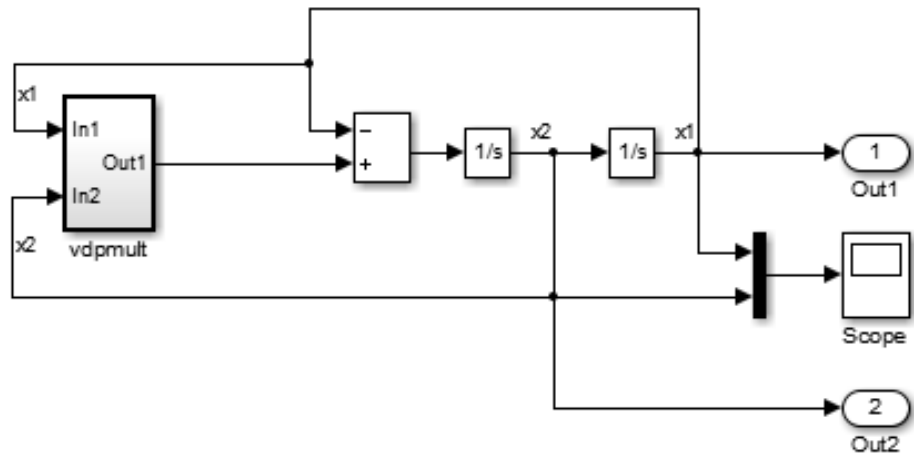 x1
In1
Out1
In2
x2
vdpmult
−
+
1/s
x2
1/s
x1
1
Out1
Scope
2
Out2